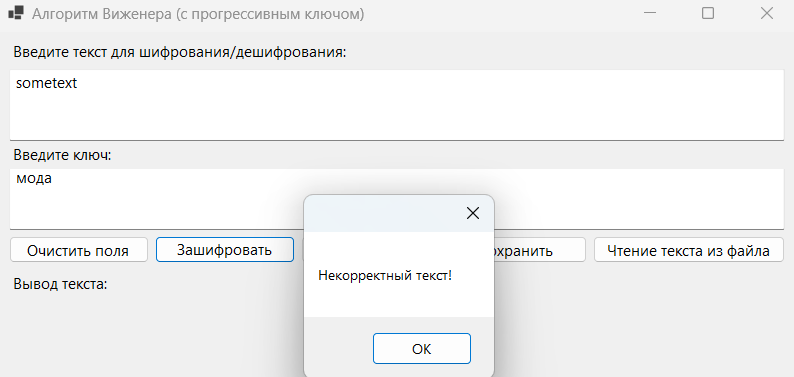 Алгоритм Виженера (с прогрессивным ключом)
Введите текст для шифрования/дешифрования:
sometext
Введите ключ:
мода
Очистить поля
Зашифровать
охранить
Чтение текста из файла
Вывод текста:
Некорректный текст!
ОК